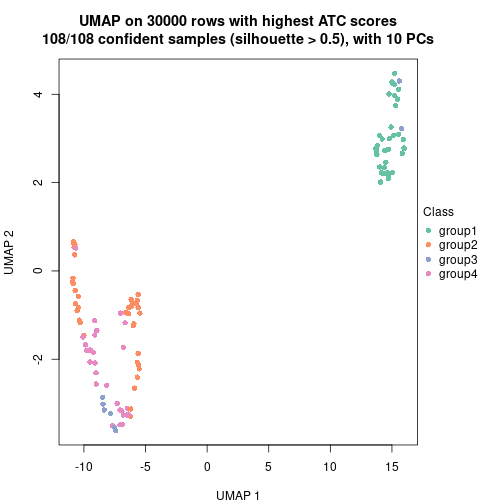 UMAP on 30000 rows with highest ATC scores
108/108 confident samples (silhouette > 0.5), with 10 PCs
UMAP 2
4
2
0
-2
-10
-5
0
5
10
15
UMAP 1
Class
group1
group2
group3
group4